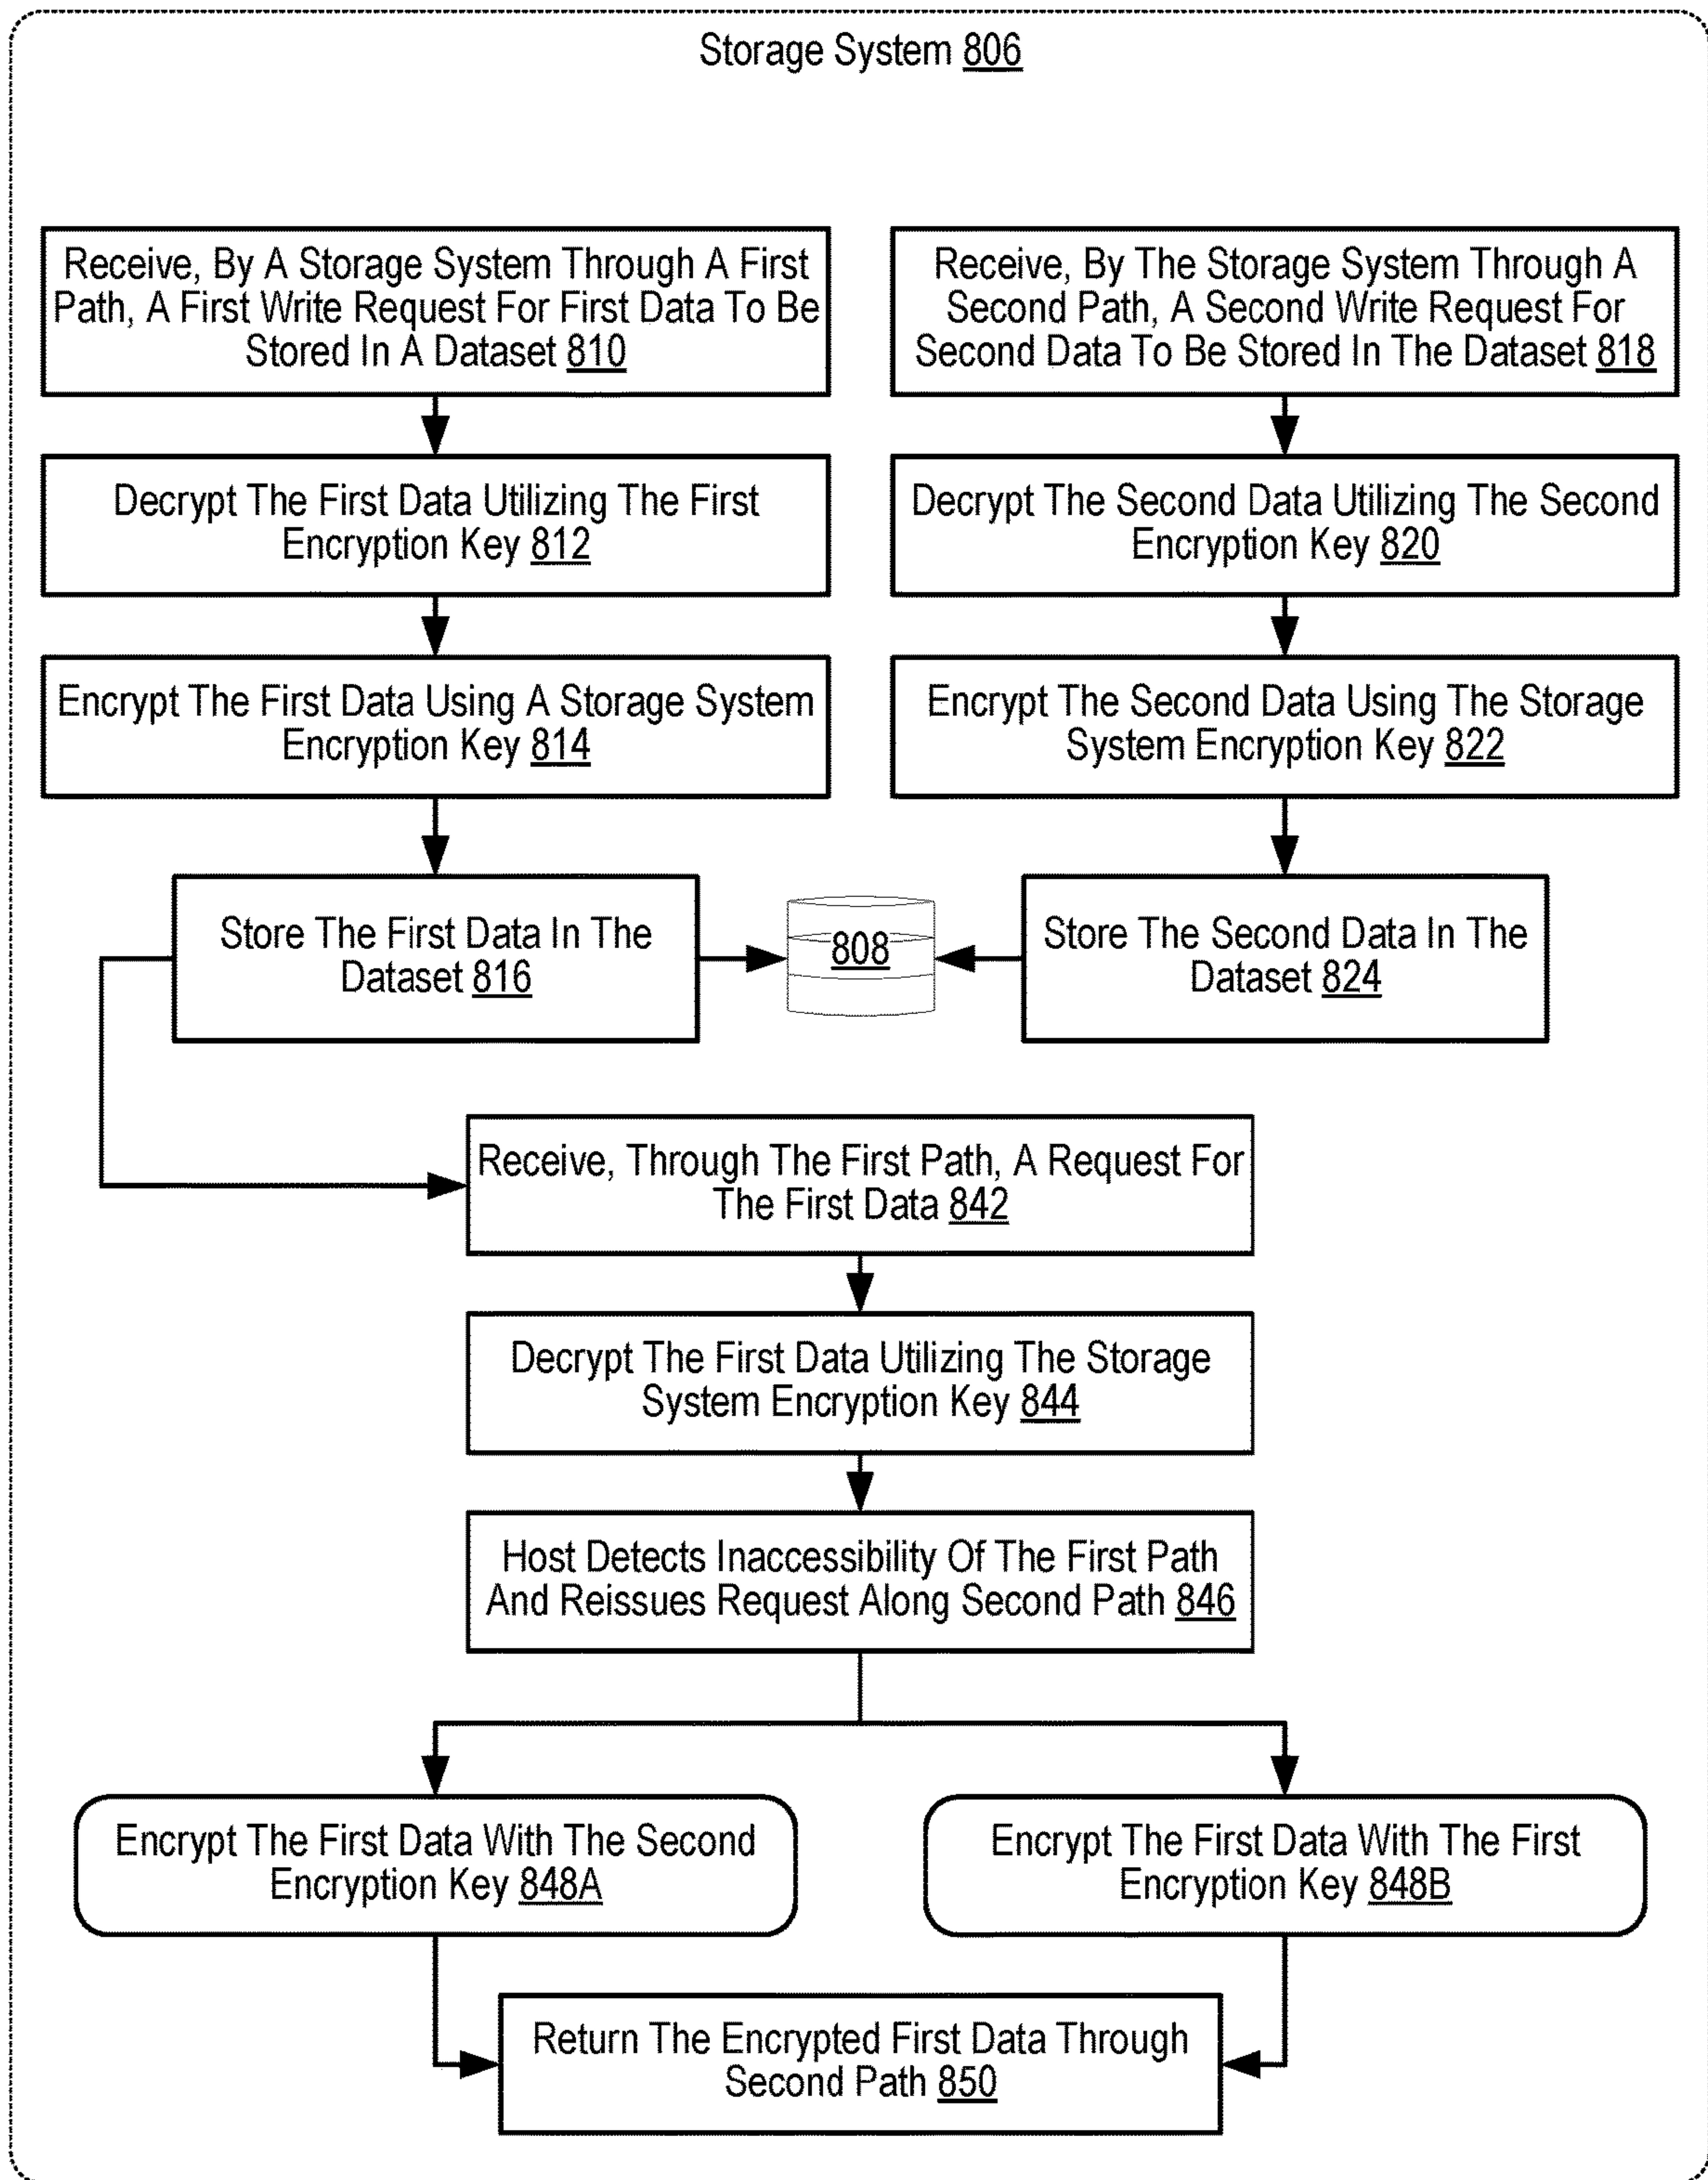 Storage System 806
Receive, By A Storage System Through A First
Path, A First Write Request For First Data To Be
Stored In A Dataset 810
Receive, By The Storage System Through A
Second Path, A Second Write Request For
Second Data To Be Stored In The Dataset 818
Decrypt The First Data Utilizing The First
Encryption Key 812
Decrypt The Second Data Utilizing The Second
Encryption Key 820
Encrypt The First Data Using A Storage System
Encryption Key 814
Encrypt The Second Data Using The Storage
System Encryption Key 822
Store The First Data In The
Dataset 816
808
Store The Second Data In The
Dataset 824
Receive, Through The First Path, A Request For
The First Data 842
Decrypt The First Data Utilizing The Storage
System Encryption Key 844
Host Detects Inaccessibility Of The First Path
And Reissues Request Along Second Path 846
Encrypt The First Data With The Second
Encryption Key 848A
Encrypt The First Data With The First
Encryption Key 848B
Return The Encrypted First Data Through
Second Path 850